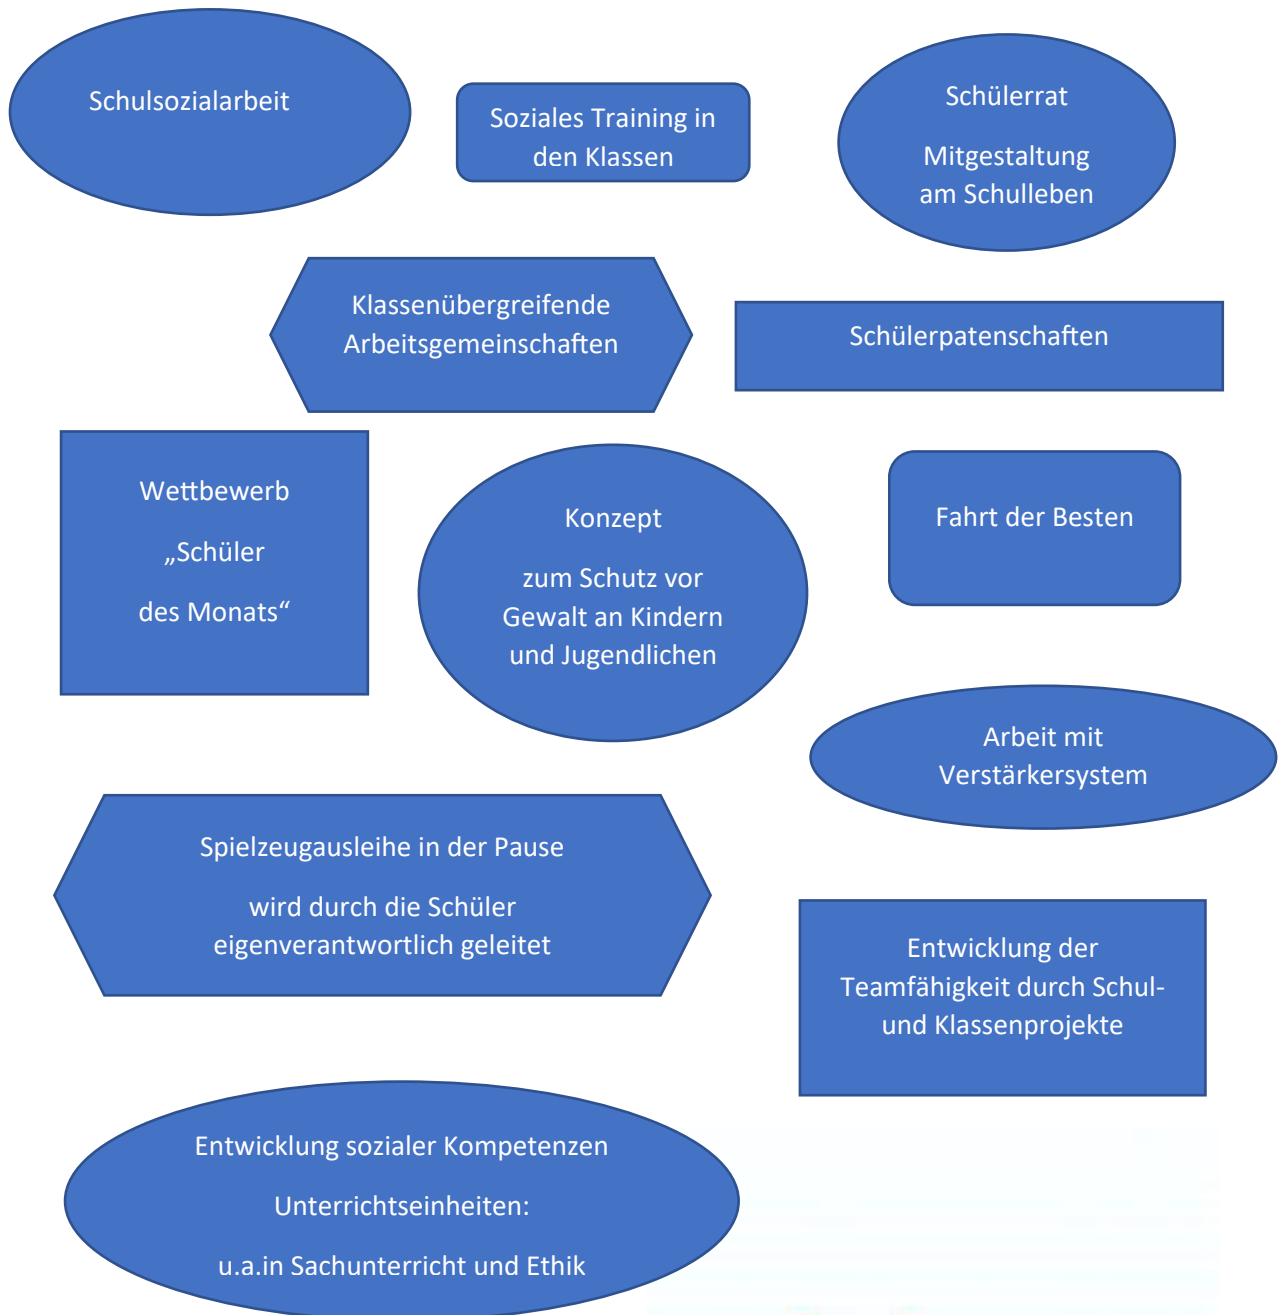 Schulsozialarbeit
Soziales Training in
den Klassen
Schülerrat
Mitgestaltung
am Schulleben
Klassenübergreifende
Arbeitsgemeinschaften
Schülerpatenschaften
Wettbewerb
„Schüler
des Monats“
Konzept
zum Schutz vor
Gewalt an Kindern
und Jugendlichen
Fahrt der Besten
Arbeit mit
Verstärkersystem
Spielzeugausleihe in der Pause
wird durch die Schüler
eigenverantwortlich geleitet
Entwicklung der
Teamfähigkeit durch Schul-
und Klassenprojekte
Entwicklung sozialer Kompetenzen
Unterrichtseinheiten:
u.a.in Sachunterricht und Ethik